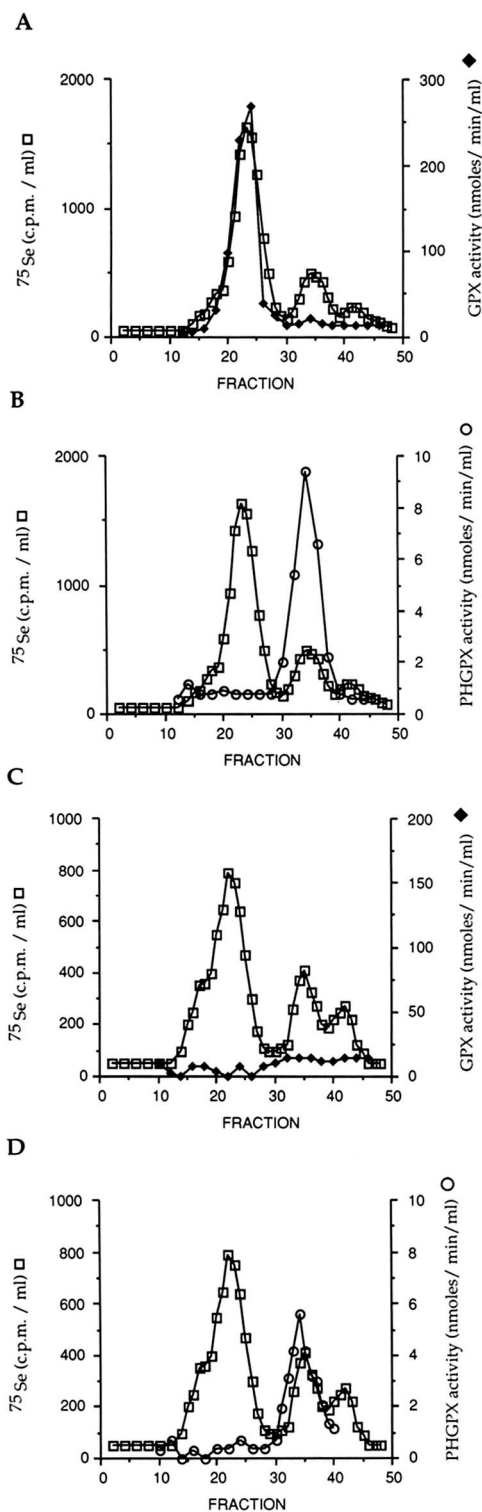 A
75Se (c.p.m. / ml)
2000
1000
0
300
200
100
0
GPX activity (nmoles/ min/ml)
0 10 20 30 40 50
FRACTION
B
75Se (c.p.m. / ml)
2000
1000
0
10
8
6
4
2
0
PHGPX activity (nmoles/ min/ml)
0 10 20 30 40 50
FRACTION
C
75Se (c.p.m. / ml)
1000
800
600
400
200
0
200
150
100
50
0
GPX activity (nmoles/ min/ml)
0 10 20 30 40 50
FRACTION
D
75Se (c.p.m. / ml)
1000
800
600
400
200
0
10
8
6
4
2
0
PHGPX activity (nmoles/ min/ml)
0 10 20 30 40 50
FRACTION